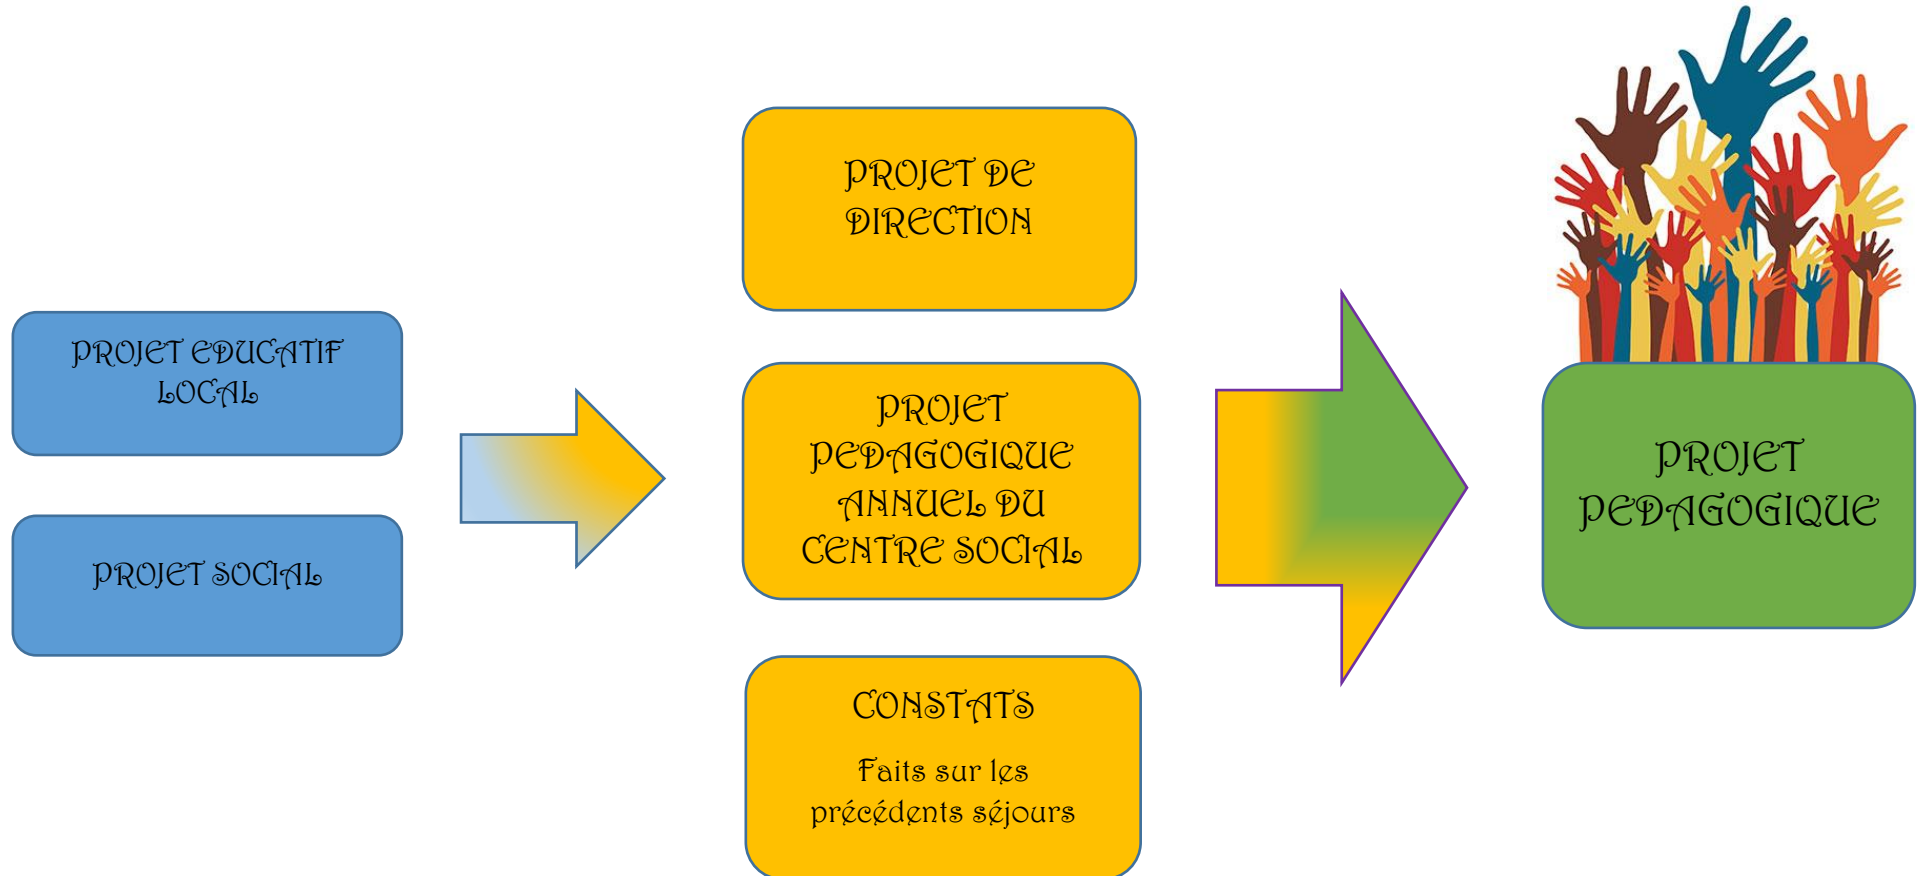 PROJET EDUCATIF
LOCAL
PROJET SOCIAL
PROJET DE
DIRECTION
PROJET
PEDAGOGIQUE
ANNUEL DU
CENTRE SOCIAL
CONSTATS
Faits sur les
précédents séjours
PROJET
PEDAGOGIQUE